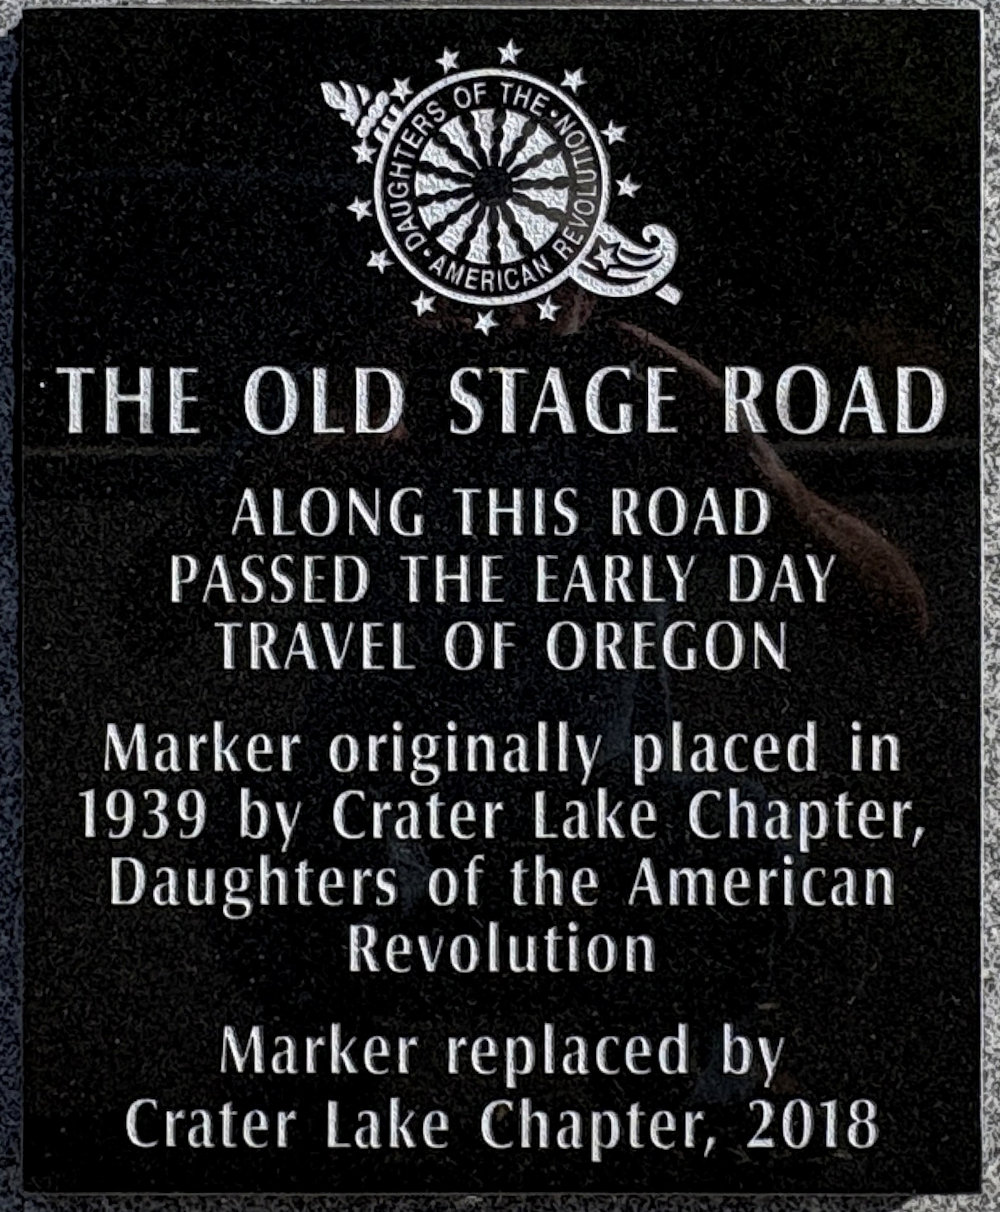 DAUGHTERS OF THE • AMERICAN REVOLUTION •
THE OLD STAGE ROAD
ALONG THIS ROAD
PASSED THE EARLY DAY
TRAVEL OF OREGON
Marker originally placed in
1939 by Crater Lake Chapter,
Daughters of the American
Revolution
Marker replaced by
Crater Lake Chapter, 2018